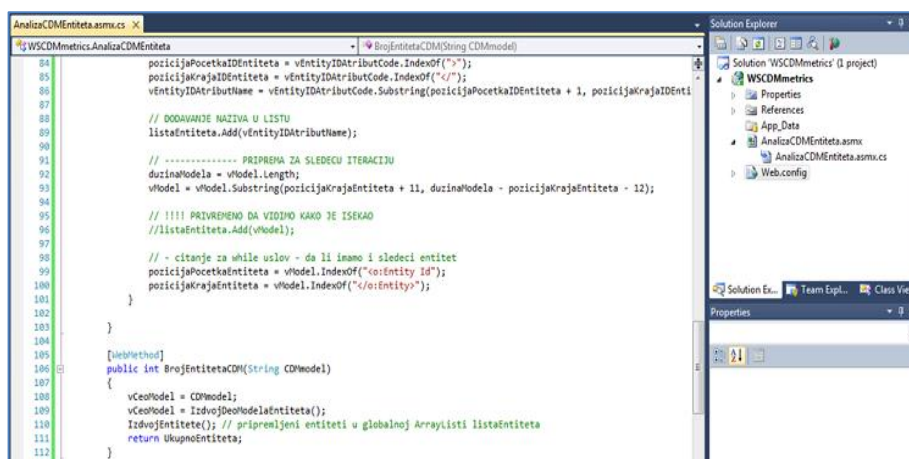 AnalizaCDMEntiteta.asmx.cs ×
WSCDMmetrics.AnalizaCDMEntiteta
BrojEntitetaCDM(String CDMmodel)
84 pozicijaPocetkaIDEntiteta = vEntityIDAtributCode.IndexOf(">");
85 pozicijaKrajaIDEntiteta = vEntityIDAtributCode.IndexOf("</");
86 vEntityIDAtributName = vEntityIDAtributCode.Substring(pozicijaPocetkaIDEntiteta + 1, pozicijaKrajaIDEnti
87
88 // DODAVANJE NAZIVA U LISTU
89 listaEntiteta.Add(vEntityIDAtributName);
90
91 // -------------- PRIPREMA ZA SLEDECU ITERACIJU
92 duzinaModela = vModel.Length;
93 vModel = vModel.Substring(pozicijaKrajaEntiteta + 11, duzinaModela - pozicijaKrajaEntiteta - 12);
94
95 // !!!! PRIVREMENO DA VIDIMO KAKO JE ISEKAO
96 //listaEntiteta.Add(vModel);
97
98 // - citanje za while uslov - da li imamo i sledeci entitet
99 pozicijaPocetkaEntiteta = vModel.IndexOf("<o:Entity Id");
100 pozicijaKrajaEntiteta = vModel.IndexOf("</o:Entity>");
101 }
102
103 }
104
105 [WebMethod]
106 public int BrojEntitetaCDM(String CDMmodel)
107 {
108 vCeoModel = CDMmodel;
109 vCeoModel = IzdvojDeoModelaEntiteta();
110 IzdvojEntitete(); // pripremljeni entiteti u globalnoj ArrayListi listaEntiteta
111 return UkupnoEntiteta;
112 }
Solution Explorer
Solution 'WSCDMmetrics' (1 project)
WSCDMmetrics
Properties
References
App_Data
AnalizaCDMEntiteta.asmx
AnalizaCDMEntiteta.asmx.cs
Web.config
Solution Ex... Team Expl... Class Vie
Properties